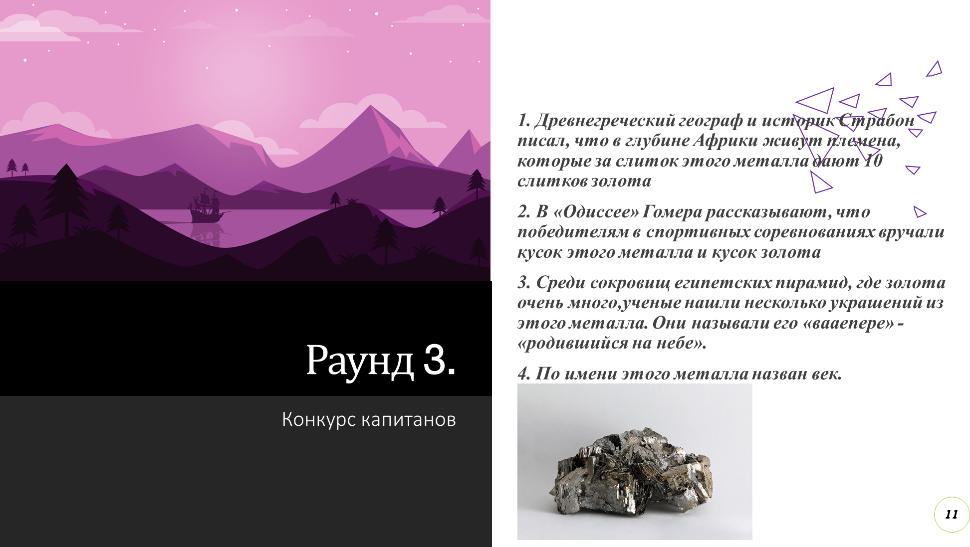 Раунд 3.
Конкурс капитанов
1. Древнегреческий географ и историк Страбон
писал, что в глубине Африки живут племена,
которые за слиток этого металла дают 10
слитков золота
2. В «Одиссее» Гомера рассказывают, что
победителям в спортивных соревнованиях вручали
кусок этого металла и кусок золота
3. Среди сокровищ египетских пирамид, где золота
очень много,ученые нашли несколько украшений из
этого металла. Они называли его «вааепере» -
«родившийся на небе».
4. По имени этого металла назван век.
11